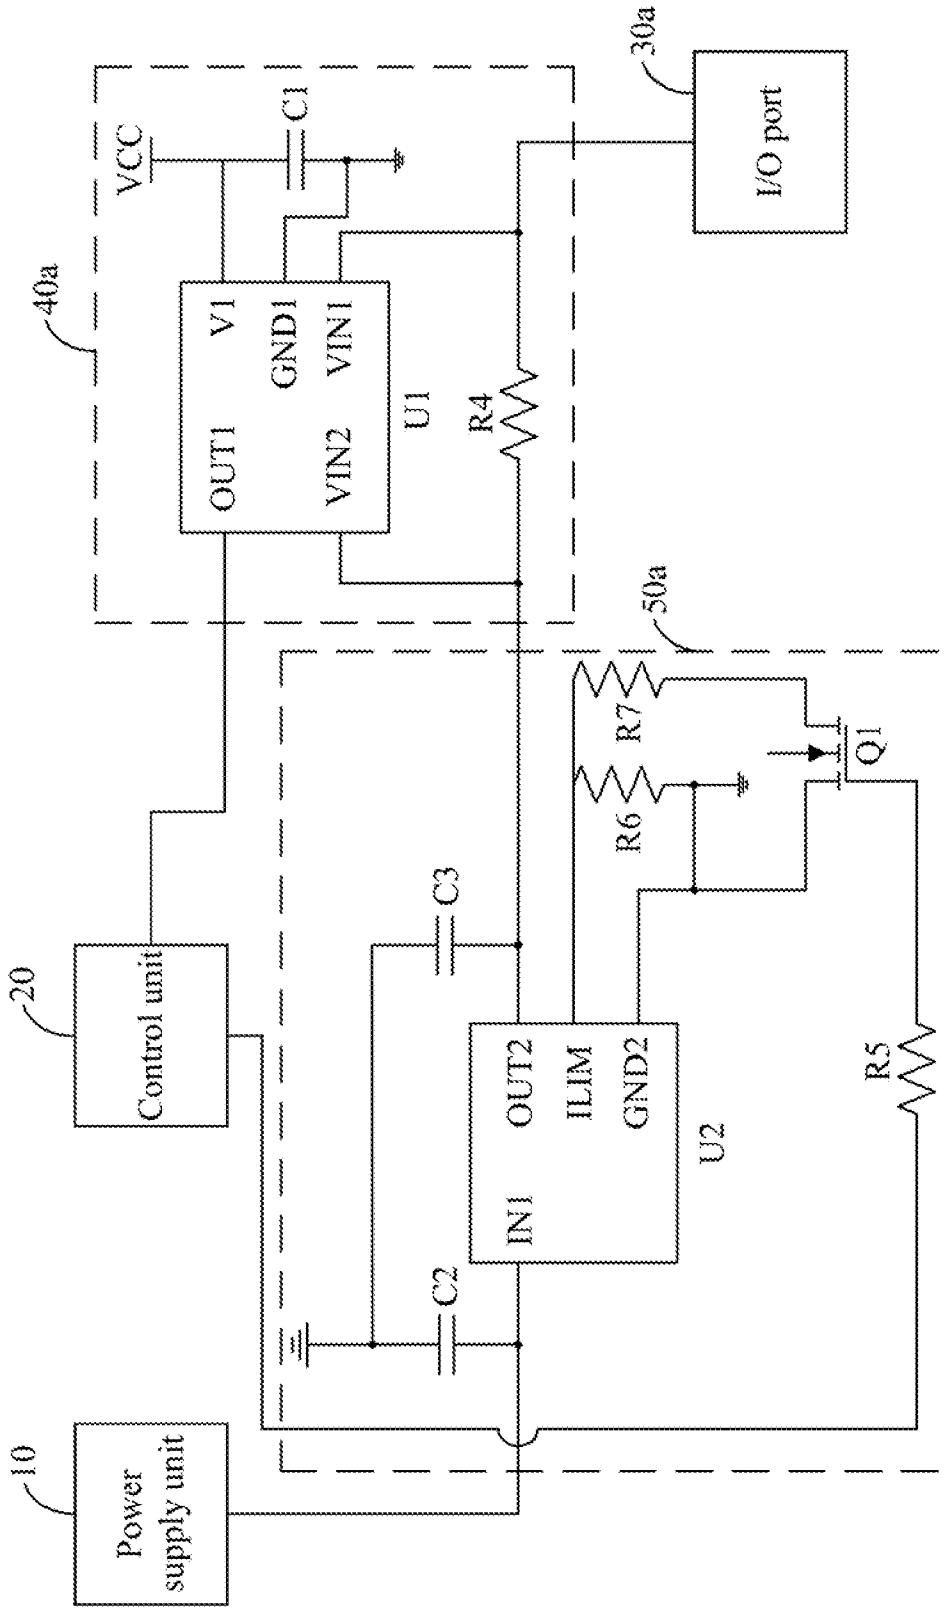 10
Power
supply unit
20
Control unit
40a
VCC
C1
OUT1
V1
GND1
VIN2
VIN1
U1
R4
30a
I/O port
50a
C2
C3
IN1
OUT2
ILIM
GND2
U2
R6
R7
Q1
R5